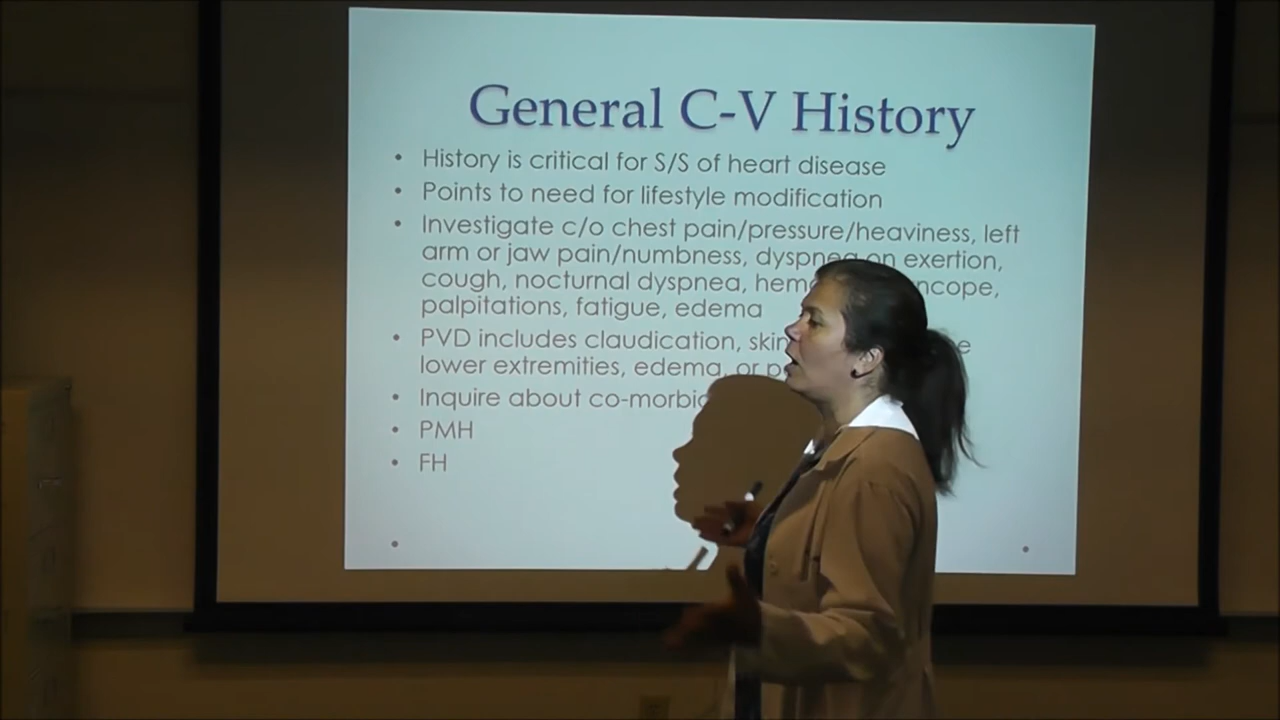 General C-V History
• History is critical for S/S of heart disease
• Points to need for lifestyle modification
• Investigate c/o chest pain/pressure/heaviness, left
arm or jaw pain/numbness, dyspnea on exertion,
cough, nocturnal dyspnea,
palpitations, fatigue, edema
• PVD includes claudication,
lower extremities, edema, or
• Inquire about
• PMH
• FH